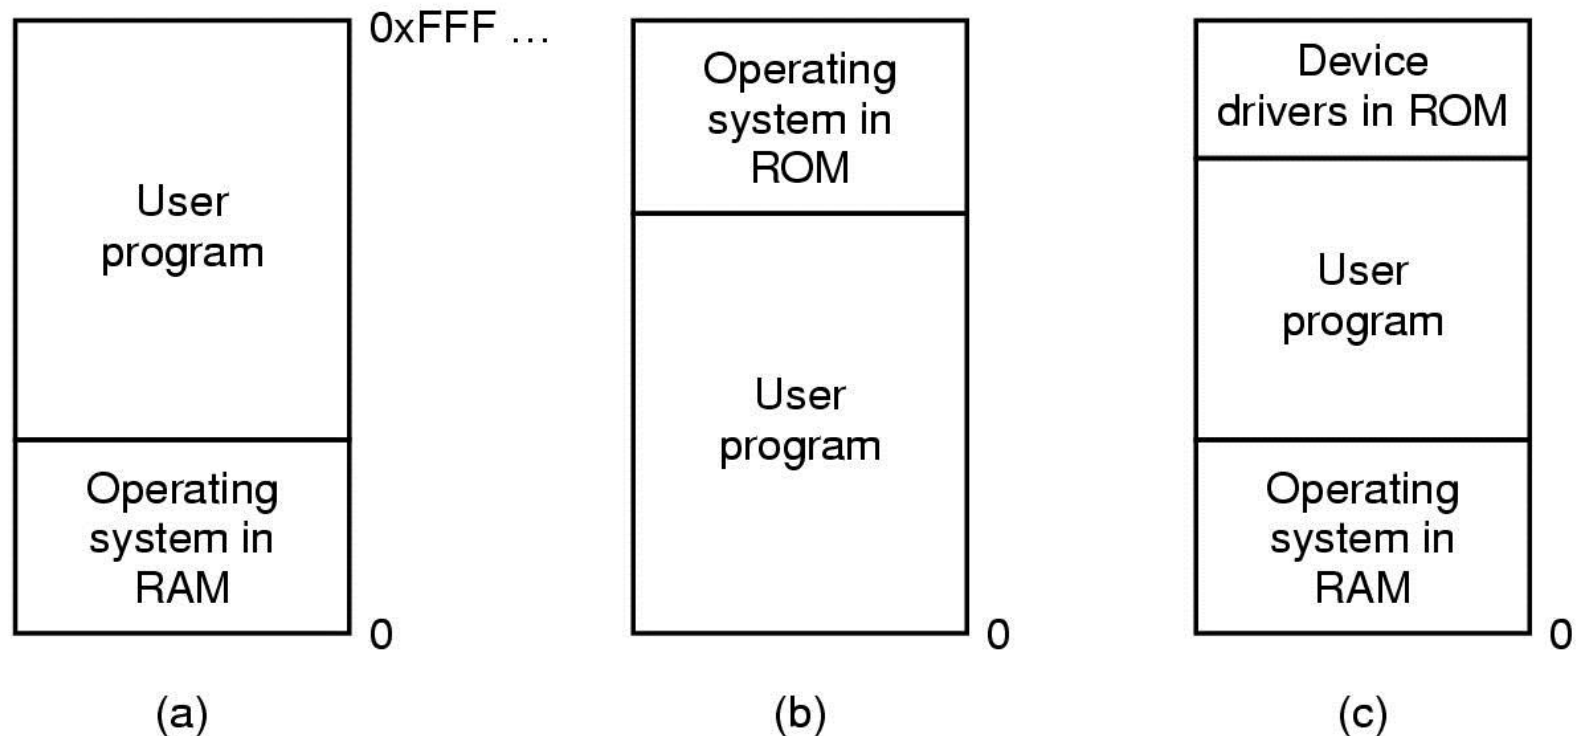 0xFFF ...
User
program
Operating
system in
RAM
0
(a)
Operating
system in
ROM
User
program
0
(b)
Device
drivers in ROM
User
program
Operating
system in
RAM
0
(c)